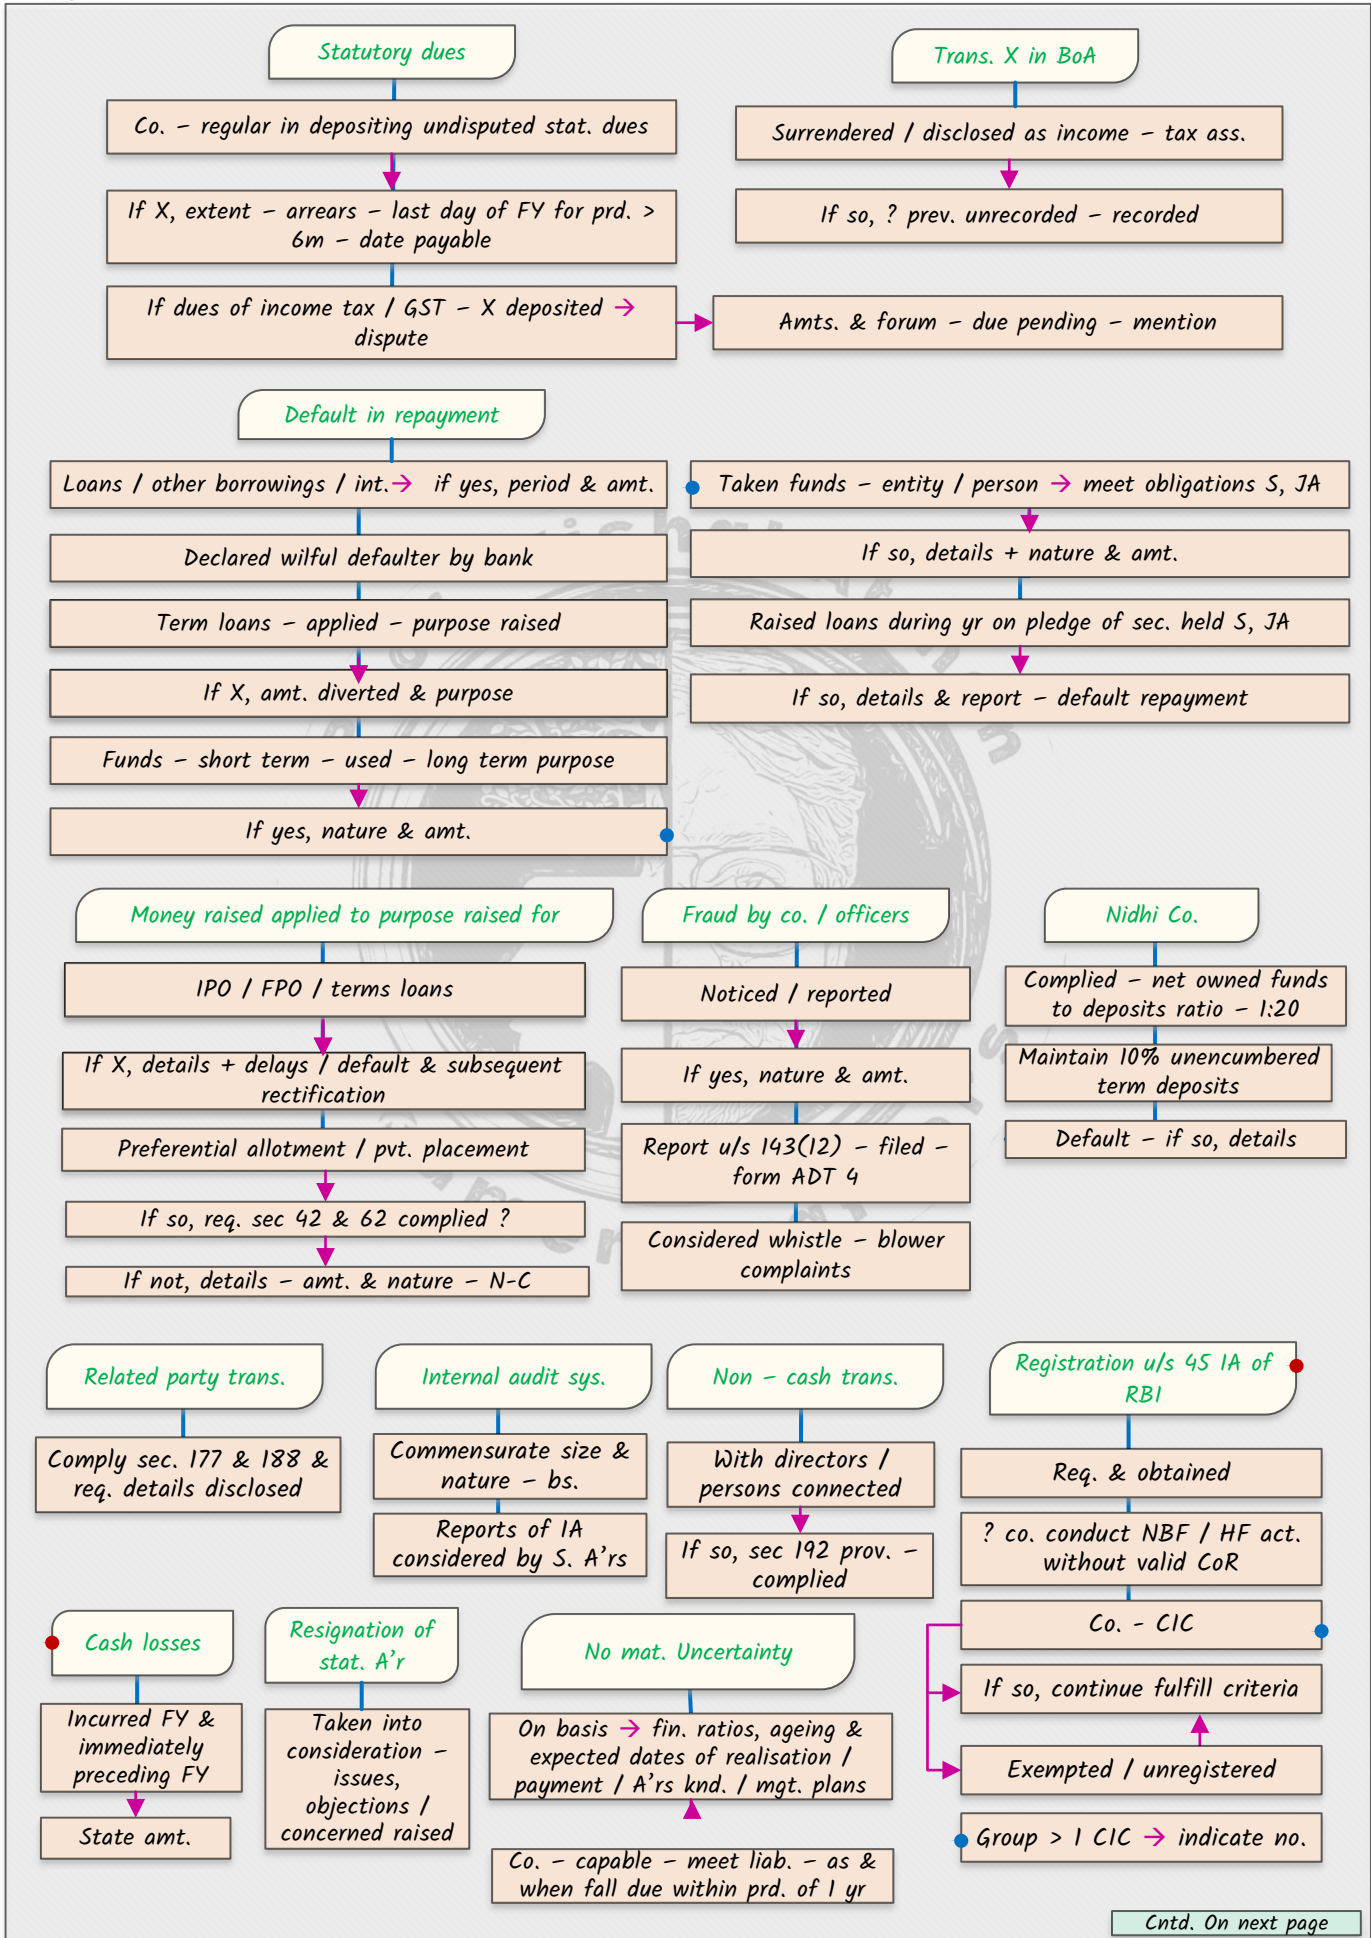 Statutory dues
Co. – regular in depositing undisputed stat. dues
If X, extent – arrears – last day of FY for prd. >
6m – date payable
If dues of income tax / GST – X deposited →
dispute
Amts. & forum – due pending – mention
Trans. X in BoA
Surrendered / disclosed as income – tax ass.
If so, ? prev. unrecorded – recorded
Default in repayment
Loans / other borrowings / int.→ if yes, period & amt.
Declared wilful defaulter by bank
Term loans – applied – purpose raised
If X, amt. diverted & purpose
Funds – short term – used – long term purpose
If yes, nature & amt.
Taken funds – entity / person → meet obligations S, JA
If so, details + nature & amt.
Raised loans during yr on pledge of sec. held S, JA
If so, details & report – default repayment
Money raised applied to purpose raised for
IPO / FPO / terms loans
If X, details + delays / default & subsequent
rectification
Preferential allotment / pvt. placement
If so, req. sec 42 & 62 complied ?
If not, details – amt. & nature – N-C
Fraud by co. / officers
Noticed / reported
If yes, nature & amt.
Report u/s 143(12) – filed –
form ADT 4
Considered whistle – blower
complaints
Nidhi Co.
Complied – net owned funds
to deposits ratio – 1:20
Maintain 10% unencumbered
term deposits
Default – if so, details
Related party trans.
Comply sec. 177 & 188 &
req. details disclosed
Internal audit sys.
Commensurate size &
nature – bs.
Reports of IA
considered by S. A'rs
Non – cash trans.
With directors /
persons connected
If so, sec 192 prov. –
complied
Registration u/s 45 IA of
RBI
Req. & obtained
? co. conduct NBF / HF act.
without valid CoR
Co. - CIC
If so, continue fulfill criteria
Exempted / unregistered
Group > 1 CIC → indicate no.
Cash losses
Incurred FY &
immediately
preceding FY
State amt.
Resignation of
stat. A'r
Taken into
consideration –
issues,
objections /
concerned raised
No mat. Uncertainty
On basis → fin. ratios, ageing &
expected dates of realisation /
payment / A'rs knd. / mgt. plans
Co. – capable – meet liab. – as &
when fall due within prd. of 1 yr
Cntd. On next page